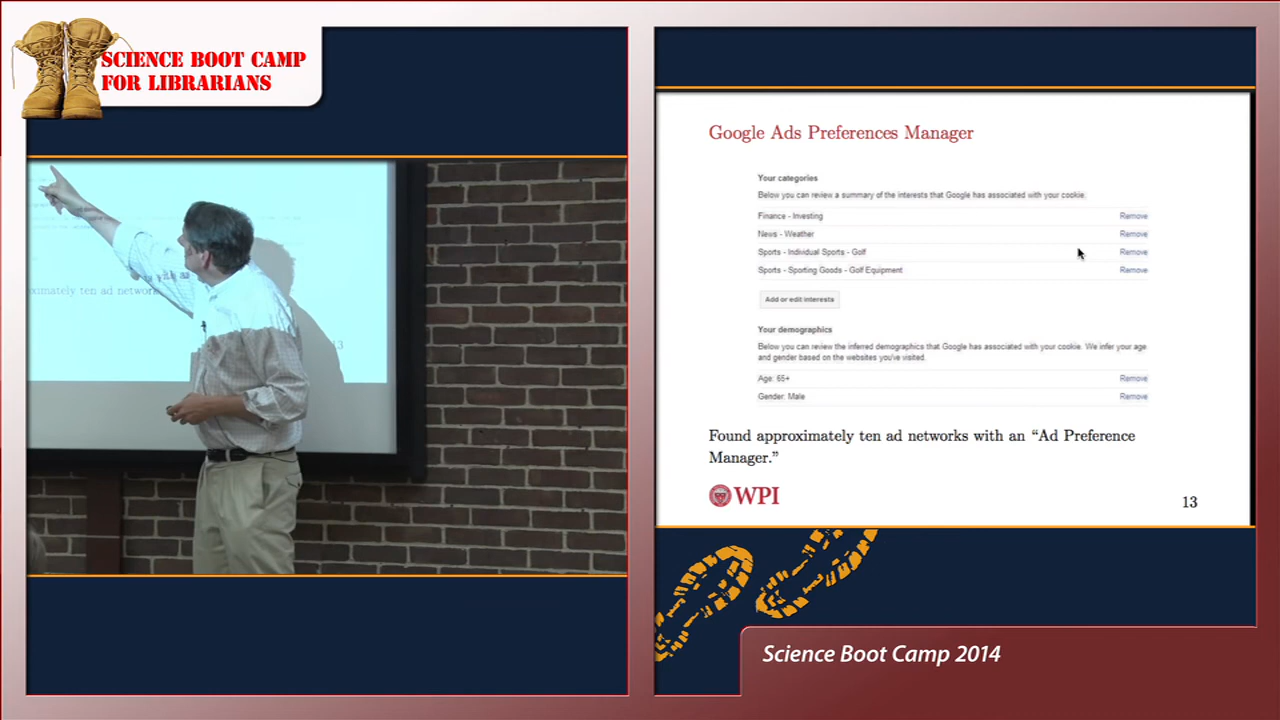 SCIENCE BOOT CAMP
FOR LIBRARIANS
ximately ten ad network
13
Google Ads Preferences Manager
Your categories
Below you can review a summary of the interests that Google has associated with your cookie.
Finance - Investing Remove
News - Weather Remove
Sports - Individual Sports - Golf Remove
Sports - Sporting Goods - Golf Equipment Remove
Add or edit interests
Your demographics
Below you can review the inferred demographics that Google has associated with your cookie. We infer your age
and gender based on the websites you've visited.
Age: 65+ Remove
Gender: Male Remove
Found approximately ten ad networks with an “Ad Preference
Manager.”
WPI
13
Science Boot Camp 2014